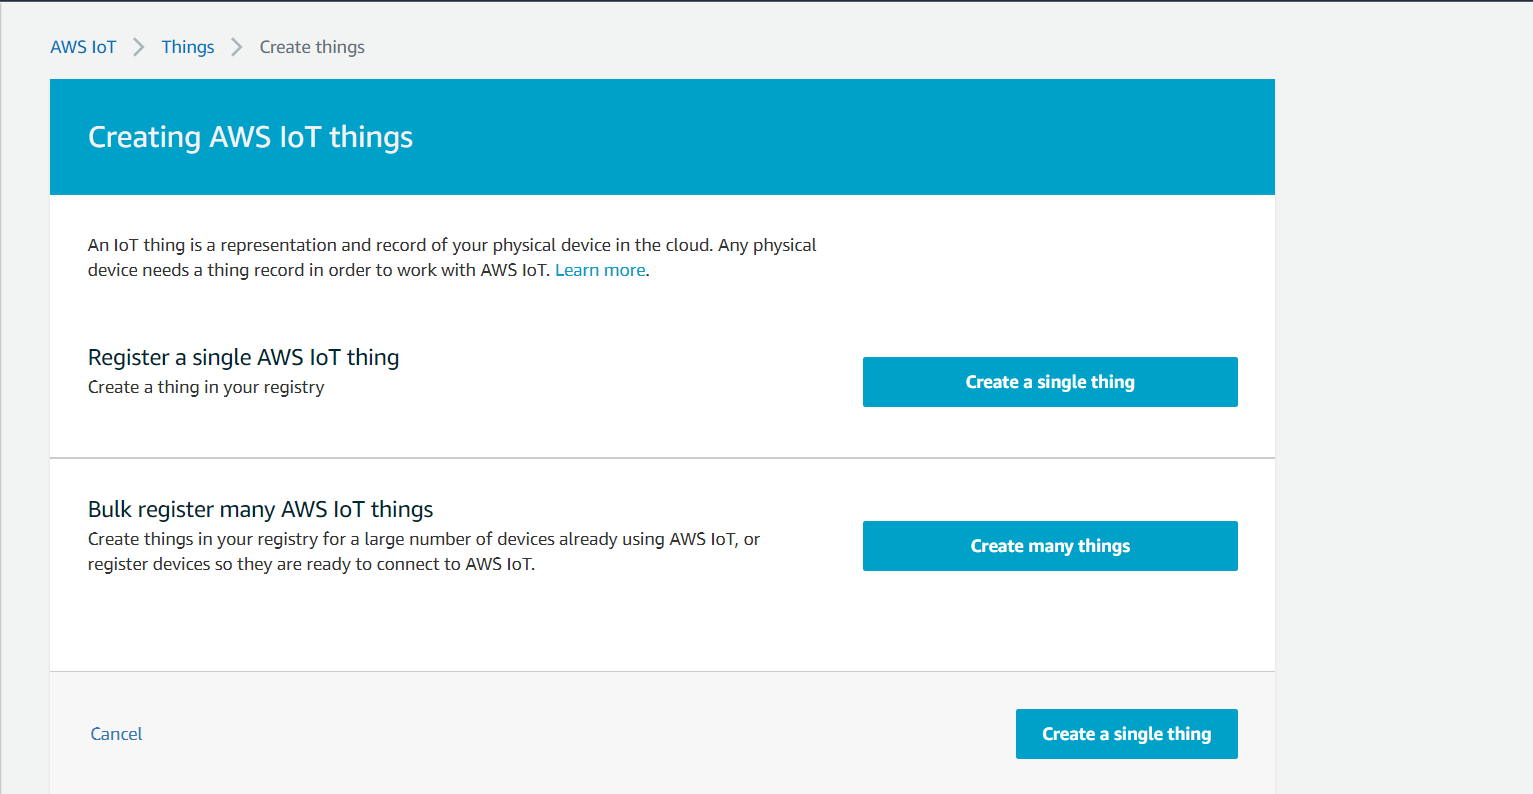 AWS IoT > Things > Create things
Creating AWS IoT things
An IoT thing is a representation and record of your physical device in the cloud. Any physical
device needs a thing record in order to work with AWS IoT. Learn more.
Register a single AWS IoT thing
Create a thing in your registry
Create a single thing
Bulk register many AWS IoT things
Create things in your registry for a large number of devices already using AWS IoT, or
register devices so they are ready to connect to AWS IoT.
Create many things
Cancel
Create a single thing